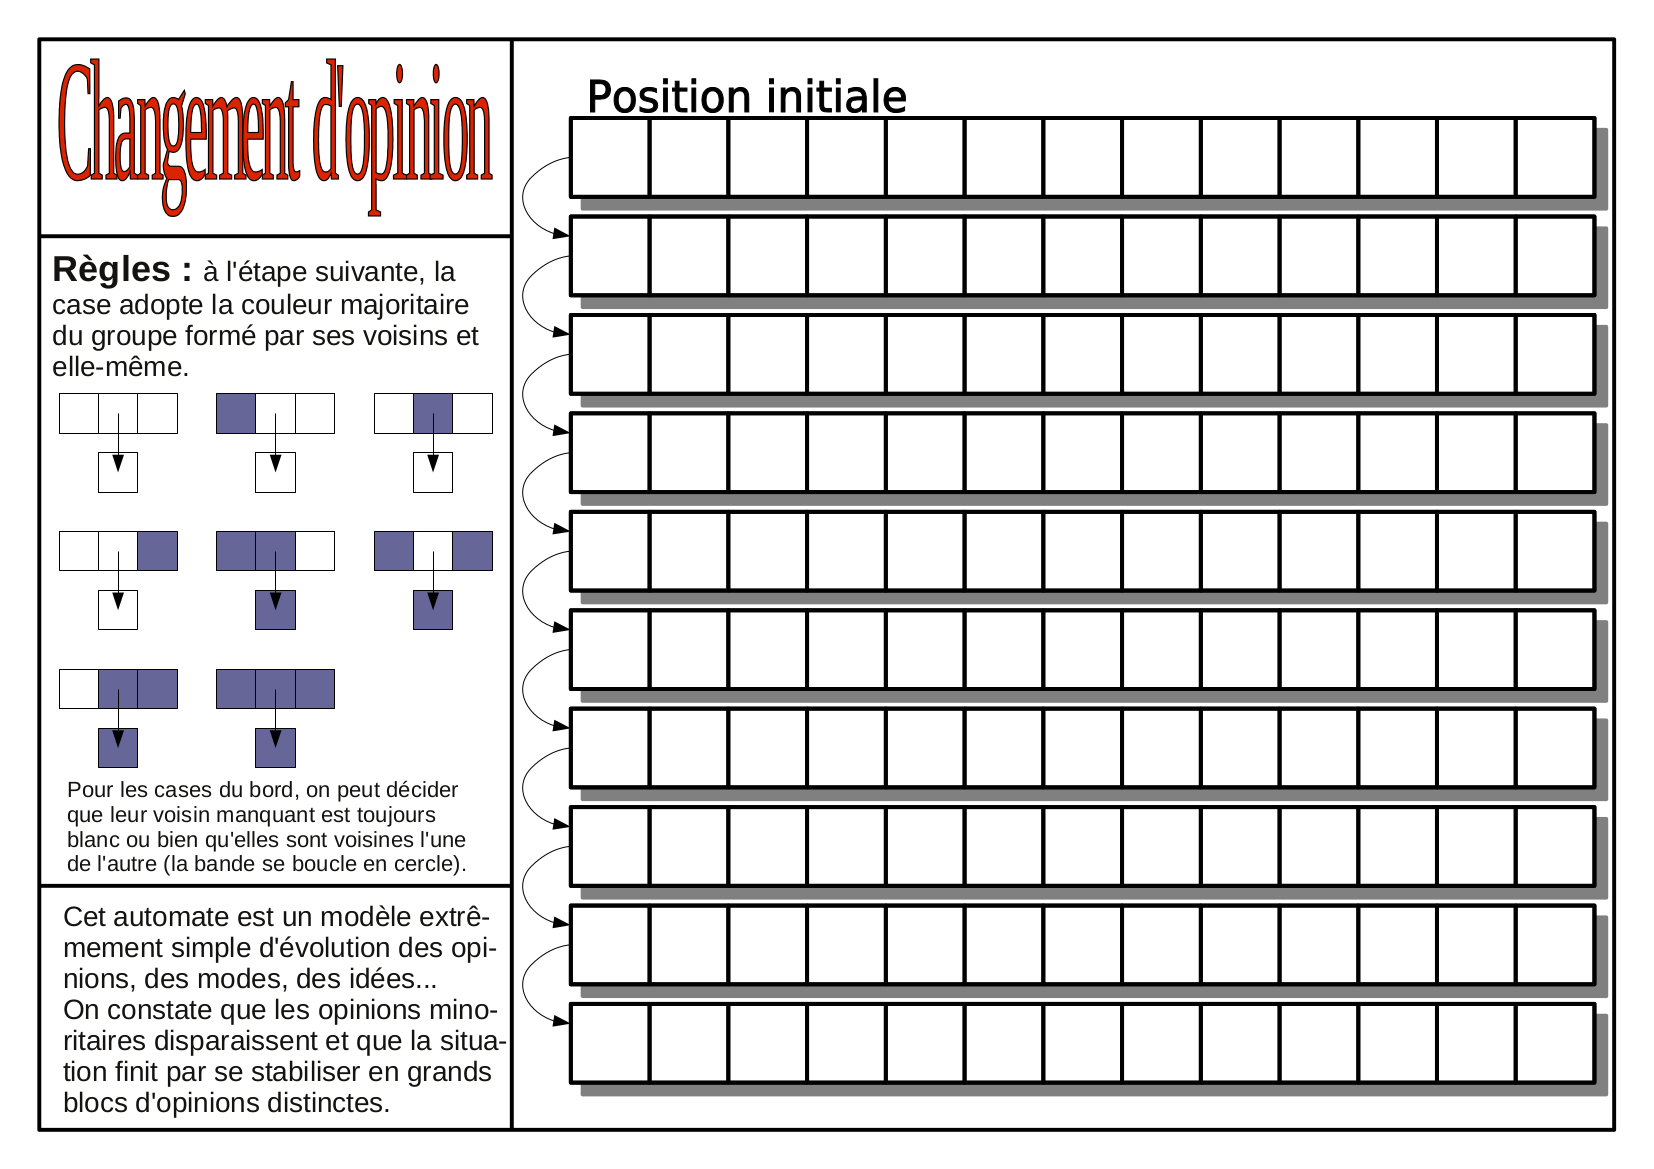 Changement d'opinion
Position initiale
Règles : à l'étape suivante, la
case adopte la couleur majoritaire
du groupe formé par ses voisins et
elle-même.
Pour les cases du bord, on peut décider
que leur voisin manquant est toujours
blanc ou bien qu'elles sont voisines l'une
de l'autre (la bande se boucle en cercle).
Cet automate est un modèle extrê-
mement simple d'évolution des opi-
nions, des modes, des idées...
On constate que les opinions mino-
ritaires disparaissent et que la situa-
tion finit par se stabiliser en grands
blocs d'opinions distinctes.